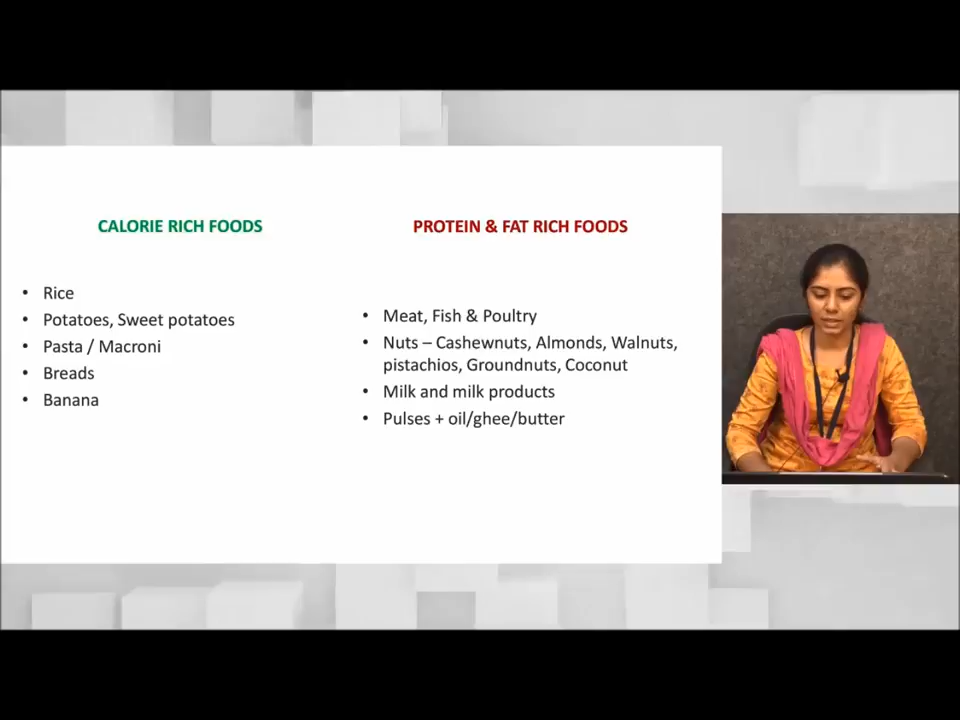 CALORIE RICH FOODS
• Rice
• Potatoes, Sweet potatoes
• Pasta / Macroni
• Breads
• Banana
PROTEIN & FAT RICH FOODS
• Meat, Fish & Poultry
• Nuts – Cashewnuts, Almonds, Walnuts,
pistachios, Groundnuts, Coconut
• Milk and milk products
• Pulses + oil/ghee/butter